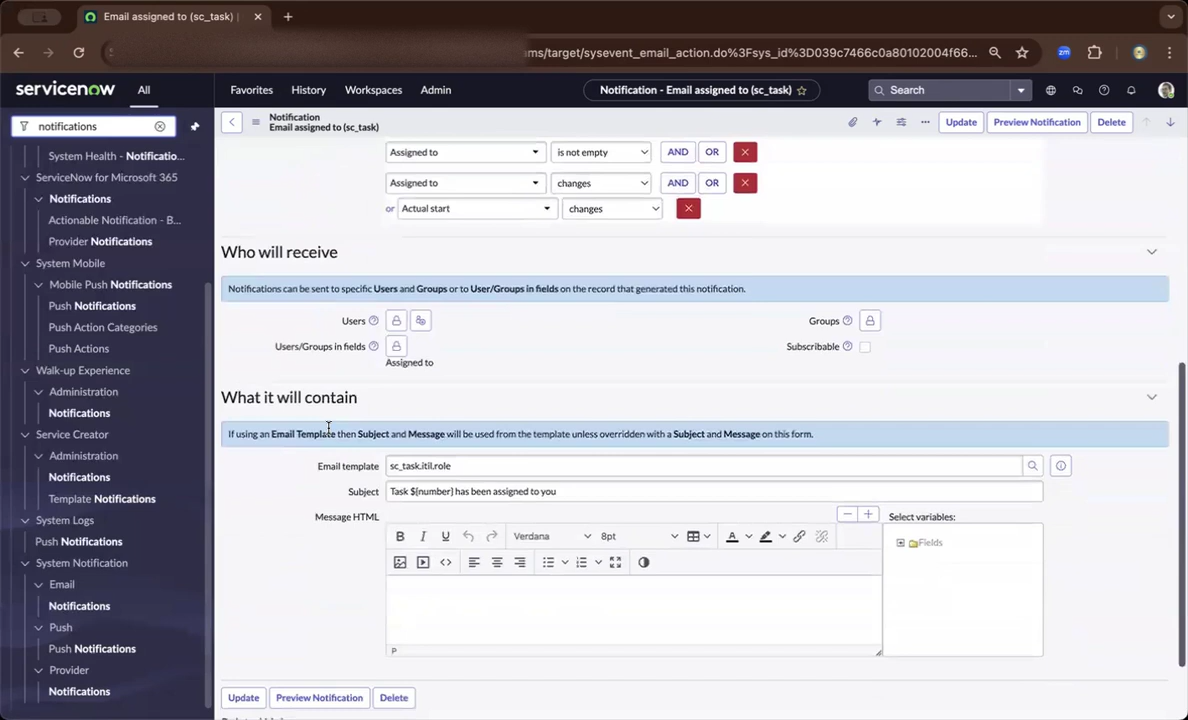 Email assigned to (sc_task) |
ms/target/sysevent_email_action.do%3Fsys_id%3D039c7466c0a80102004f66...
servicenow All Favorites History Workspaces Admin Notification - Email assigned to (sc_task) Search
notifications
Notification
Email assigned to (sc_task)
Update Preview Notification Delete
System Health - Notificatio...
ServiceNow for Microsoft 365
Notifications
Actionable Notification - B...
Provider Notifications
System Mobile
Mobile Push Notifications
Push Notifications
Push Action Categories
Push Actions
Walk-up Experience
Administration
Notifications
Service Creator
Administration
Notifications
Template Notifications
System Logs
Push Notifications
System Notification
Email
Notifications
Push
Push Notifications
Provider
Notifications
Assigned to is not empty AND OR
Assigned to changes AND OR
or Actual start changes
Who will receive
Notifications can be sent to specific Users and Groups or to User/Groups in fields on the record that generated this notification.
Users Groups
Users/Groups in fields Subscribable
Assigned to
What it will contain
If using an Email Template then Subject and Message will be used from the template unless overridden with a Subject and Message on this form.
Email template sc_task.itil.role
Subject Task ${number} has been assigned to you
Message HTML Select variables:
B I U Verdana 8pt A
Fields
P
Update Preview Notification Delete